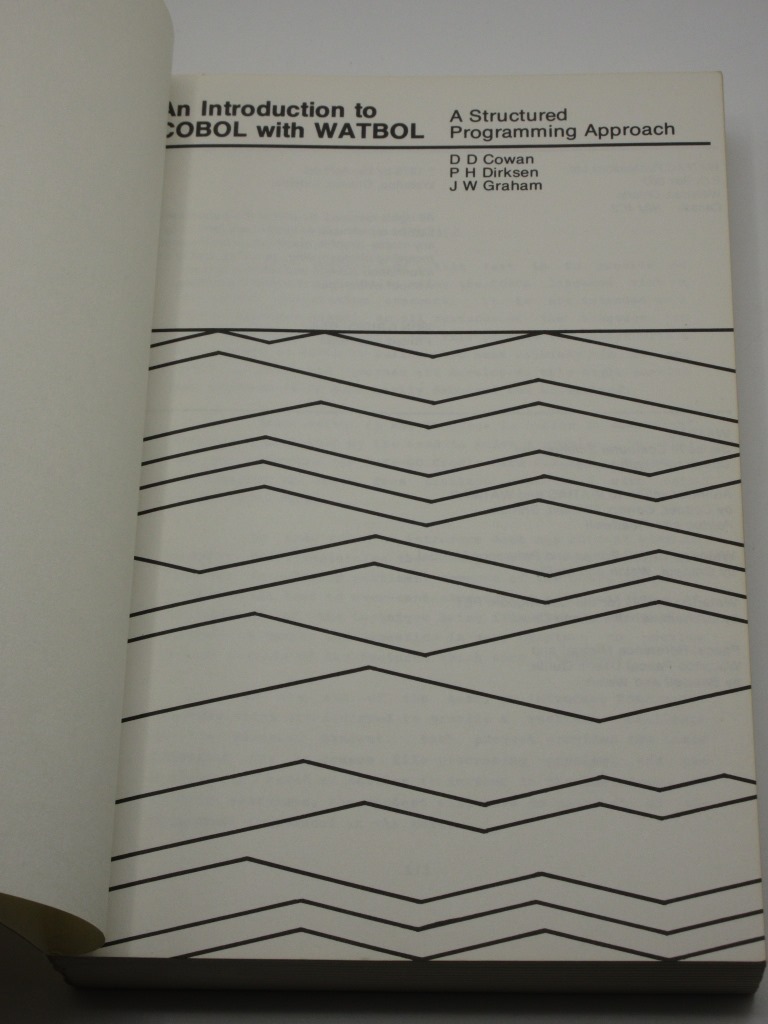 An Introduction to
COBOL with WATBOL
A Structured
Programming Approach
D D Cowan
P H Dirksen
J W Graham